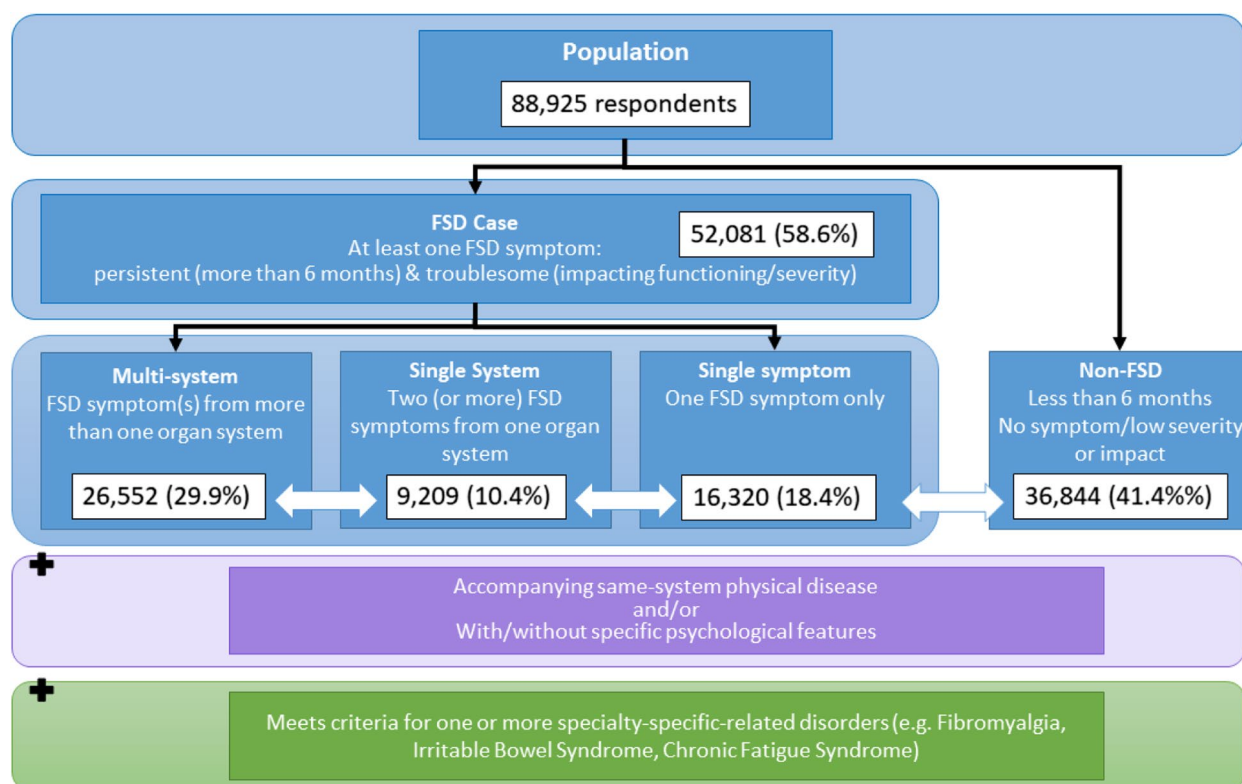 Population
88,925 respondents
FSD Case
52,081 (58.6%)
At least one FSD symptom:
persistent (more than 6 months) & troublesome (impacting functioning/severity)
Multi-system
FSD symptom(s) from more
than one organ system
26,552 (29.9%)
Single System
Two (or more) FSD
symptoms from one organ
system
9,209 (10.4%)
Single symptom
One FSD symptom only
16,320 (18.4%)
Non-FSD
Less than 6 months
No symptom/low severity
or impact
36,844 (41.4%%)
Accompanying same-system physical disease
and/or
With/without specific psychological features
Meets criteria for one or more specialty-specific-related disorders (e.g. Fibromyalgia,
Irritable Bowel Syndrome, Chronic Fatigue Syndrome)